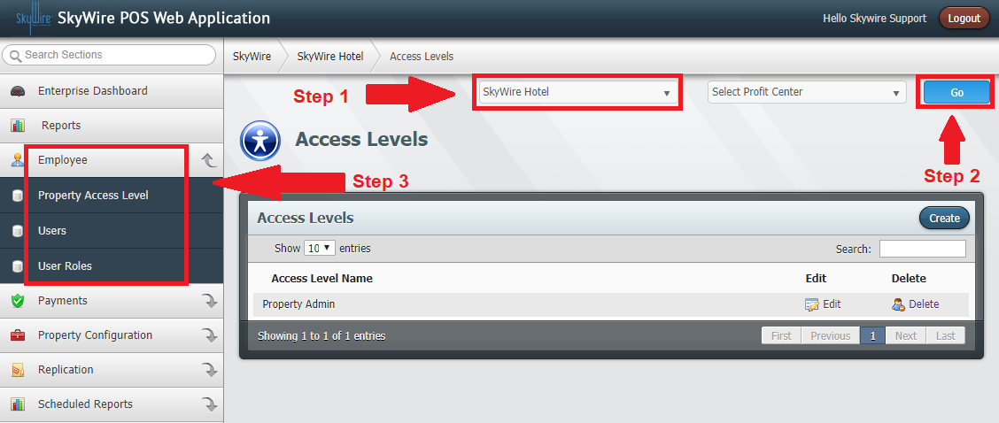 SkyWire SkyWire POS Web Application
Hello Skywire Support Logout
Search Sections
SkyWire SkyWire Hotel Access Levels
Enterprise Dashboard
Reports
Employee
Property Access Level
Users
User Roles
Payments
Property Configuration
Replication
Scheduled Reports
Step 1
SkyWire Hotel
Select Profit Center
Go
Step 2
Step 3
Access Levels
Access Levels
Create
Show 10 entries
Search:
Access Level Name Edit Delete
Property Admin Edit Delete
Showing 1 to 1 of 1 entries
First Previous 1 Next Last